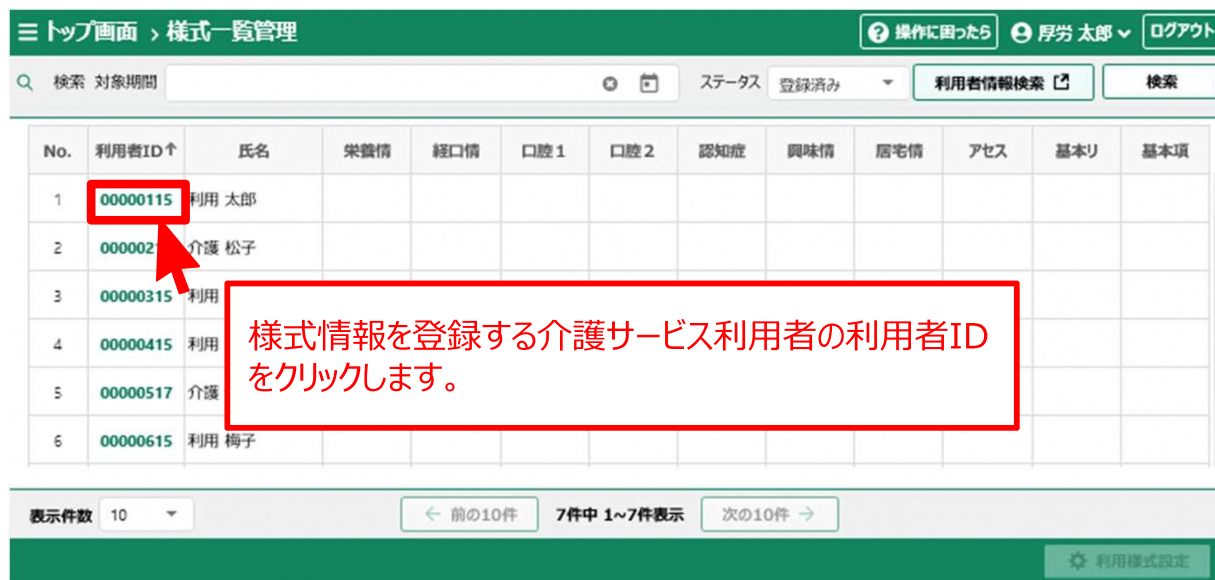 トップ画面 › 様式一覧管理 操作に困ったら 厚労 太郎 ログアウト
検索 対象期間 ステータス 登録済み 利用者情報検索 検索
No. 利用者ID↑ 氏名 栄養情 経口情 口腔1 口腔2 認知症 興味情 居宅情 アセス 基本リ 基本項
1 00000115 利用 太郎
2 0000021 介護 松子
3 00000315 利用
4 00000415 利用
5 00000517 介護
6 00000615 利用 梅子
様式情報を登録する介護サービス利用者の利用者ID
をクリックします。
表示件数 10 ← 前の10件 7件中 1~7件表示 次の10件 →
利用様式設定